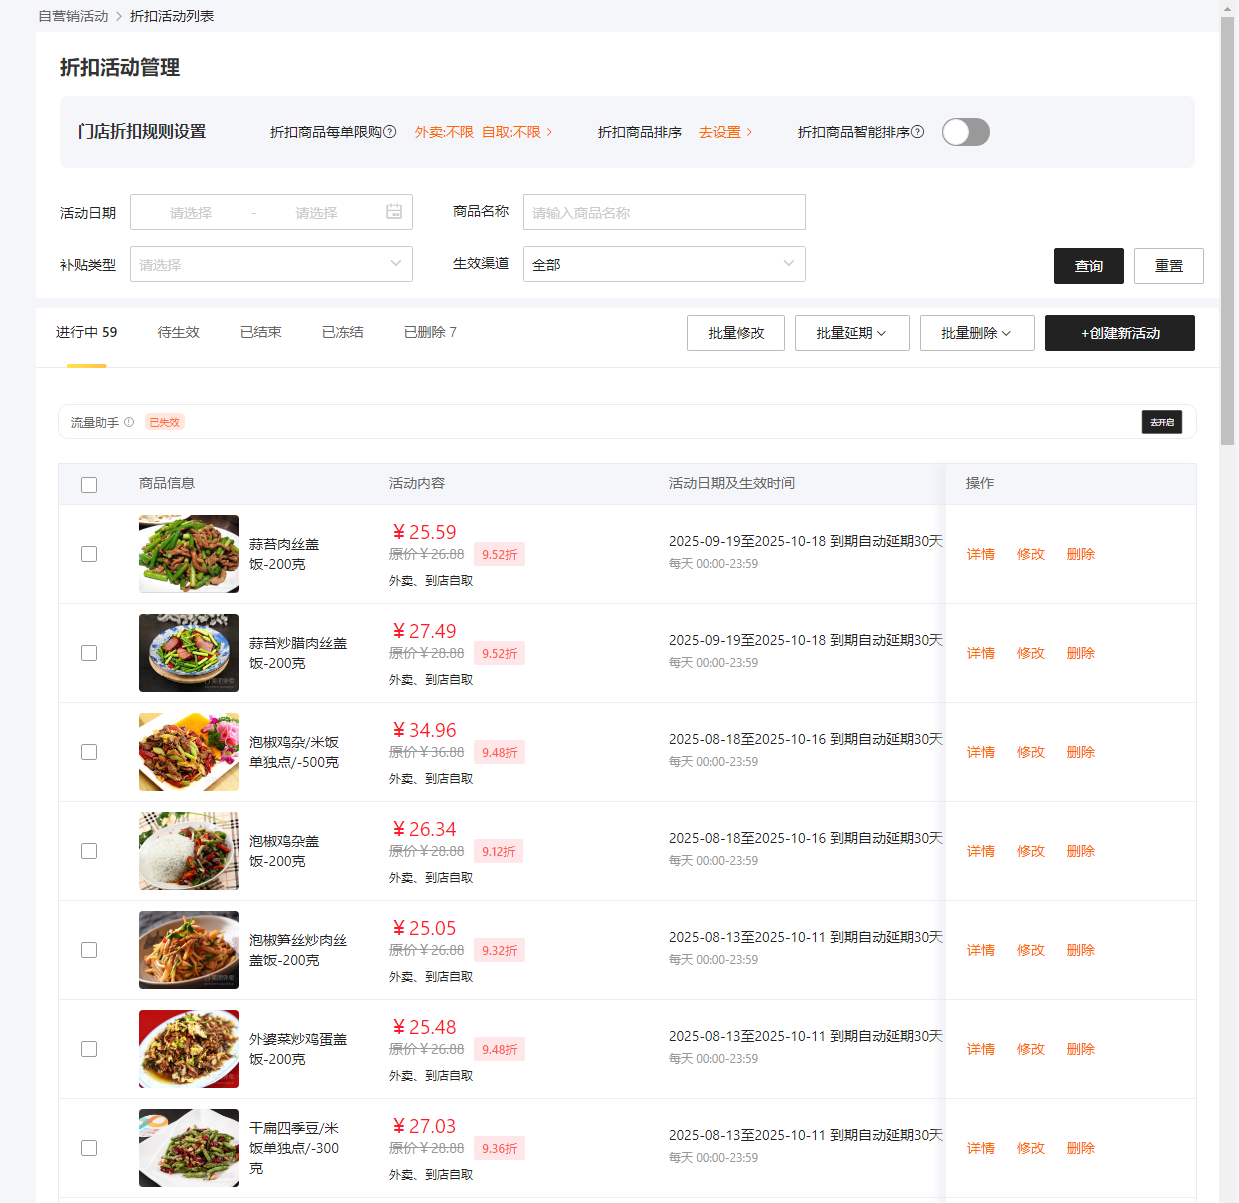 自营销活动 > 折扣活动列表
折扣活动管理
门店折扣规则设置 折扣商品每单限购? 外卖:不限 自取:不限 > 折扣商品排序 去设置 > 折扣商品智能排序?
活动日期 请选择 - 请选择 商品名称 请输入商品名称
补贴类型 请选择 生效渠道 全部 查询 重置
进行中 59 待生效 已结束 已冻结 已删除 7 批量修改 批量延期 批量删除 +创建新活动
流量助手 已失效 去开启
商品信息 活动内容 活动日期及生效时间 操作
蒜苔肉丝盖
饭-200克
¥25.59
原价¥26.88 9.52折
外卖、到店自取
2025-09-19至2025-10-18 到期自动延期30天
每天 00:00-23:59
详情 修改 删除
蒜苔炒腊肉丝盖
饭-200克
¥27.49
原价¥28.88 9.52折
外卖、到店自取
2025-09-19至2025-10-18 到期自动延期30天
每天 00:00-23:59
详情 修改 删除
泡椒鸡杂/米饭
单独点/-500克
¥34.96
原价¥36.88 9.48折
外卖、到店自取
2025-08-18至2025-10-16 到期自动延期30天
每天 00:00-23:59
详情 修改 删除
泡椒鸡杂盖
饭-200克
¥26.34
原价¥28.88 9.12折
外卖、到店自取
2025-08-18至2025-10-16 到期自动延期30天
每天 00:00-23:59
详情 修改 删除
泡椒笋丝炒肉丝
盖饭-200克
¥25.05
原价¥26.88 9.32折
外卖、到店自取
2025-08-13至2025-10-11 到期自动延期30天
每天 00:00-23:59
详情 修改 删除
外婆菜炒鸡蛋盖
饭-200克
¥25.48
原价¥26.88 9.48折
外卖、到店自取
2025-08-13至2025-10-11 到期自动延期30天
每天 00:00-23:59
详情 修改 删除
干扁四季豆/米
饭单独点/-300
克
¥27.03
原价¥28.88 9.36折
外卖、到店自取
2025-08-13至2025-10-11 到期自动延期30天
每天 00:00-23:59
详情 修改 删除